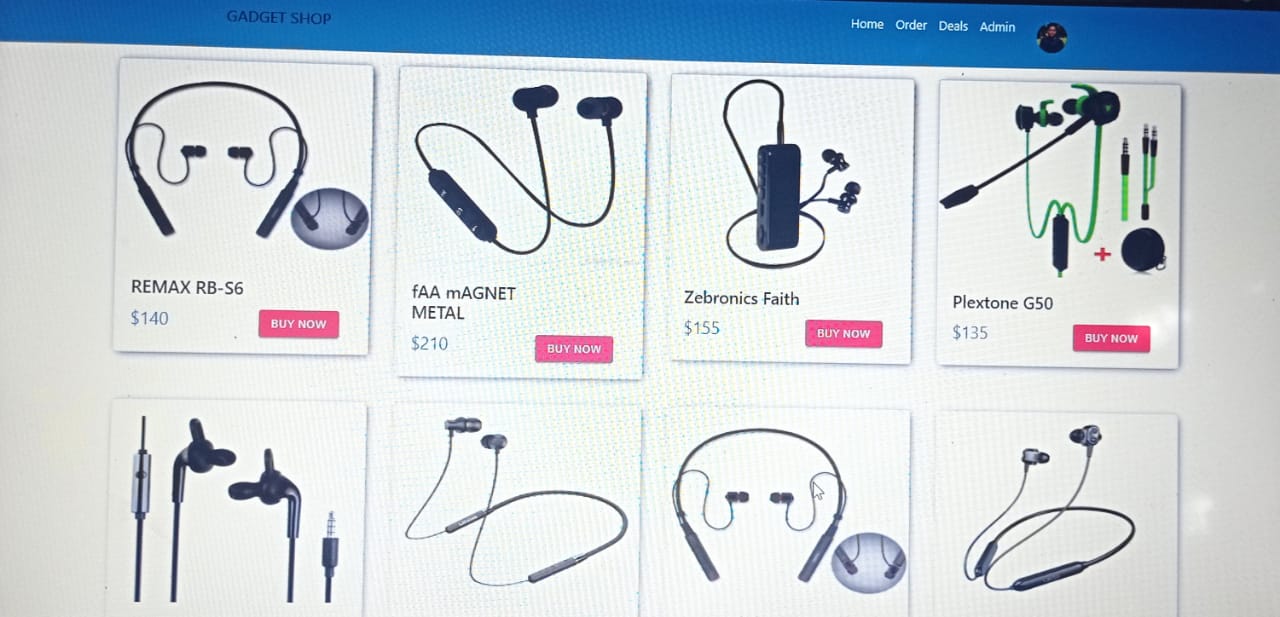 GADGET SHOP
Home Order Deals Admin
REMAX RB-S6
$140
BUY NOW
fAA mAGNET
METAL
$210
BUY NOW
Zebronics Faith
$155
BUY NOW
Plextone G50
$135
BUY NOW